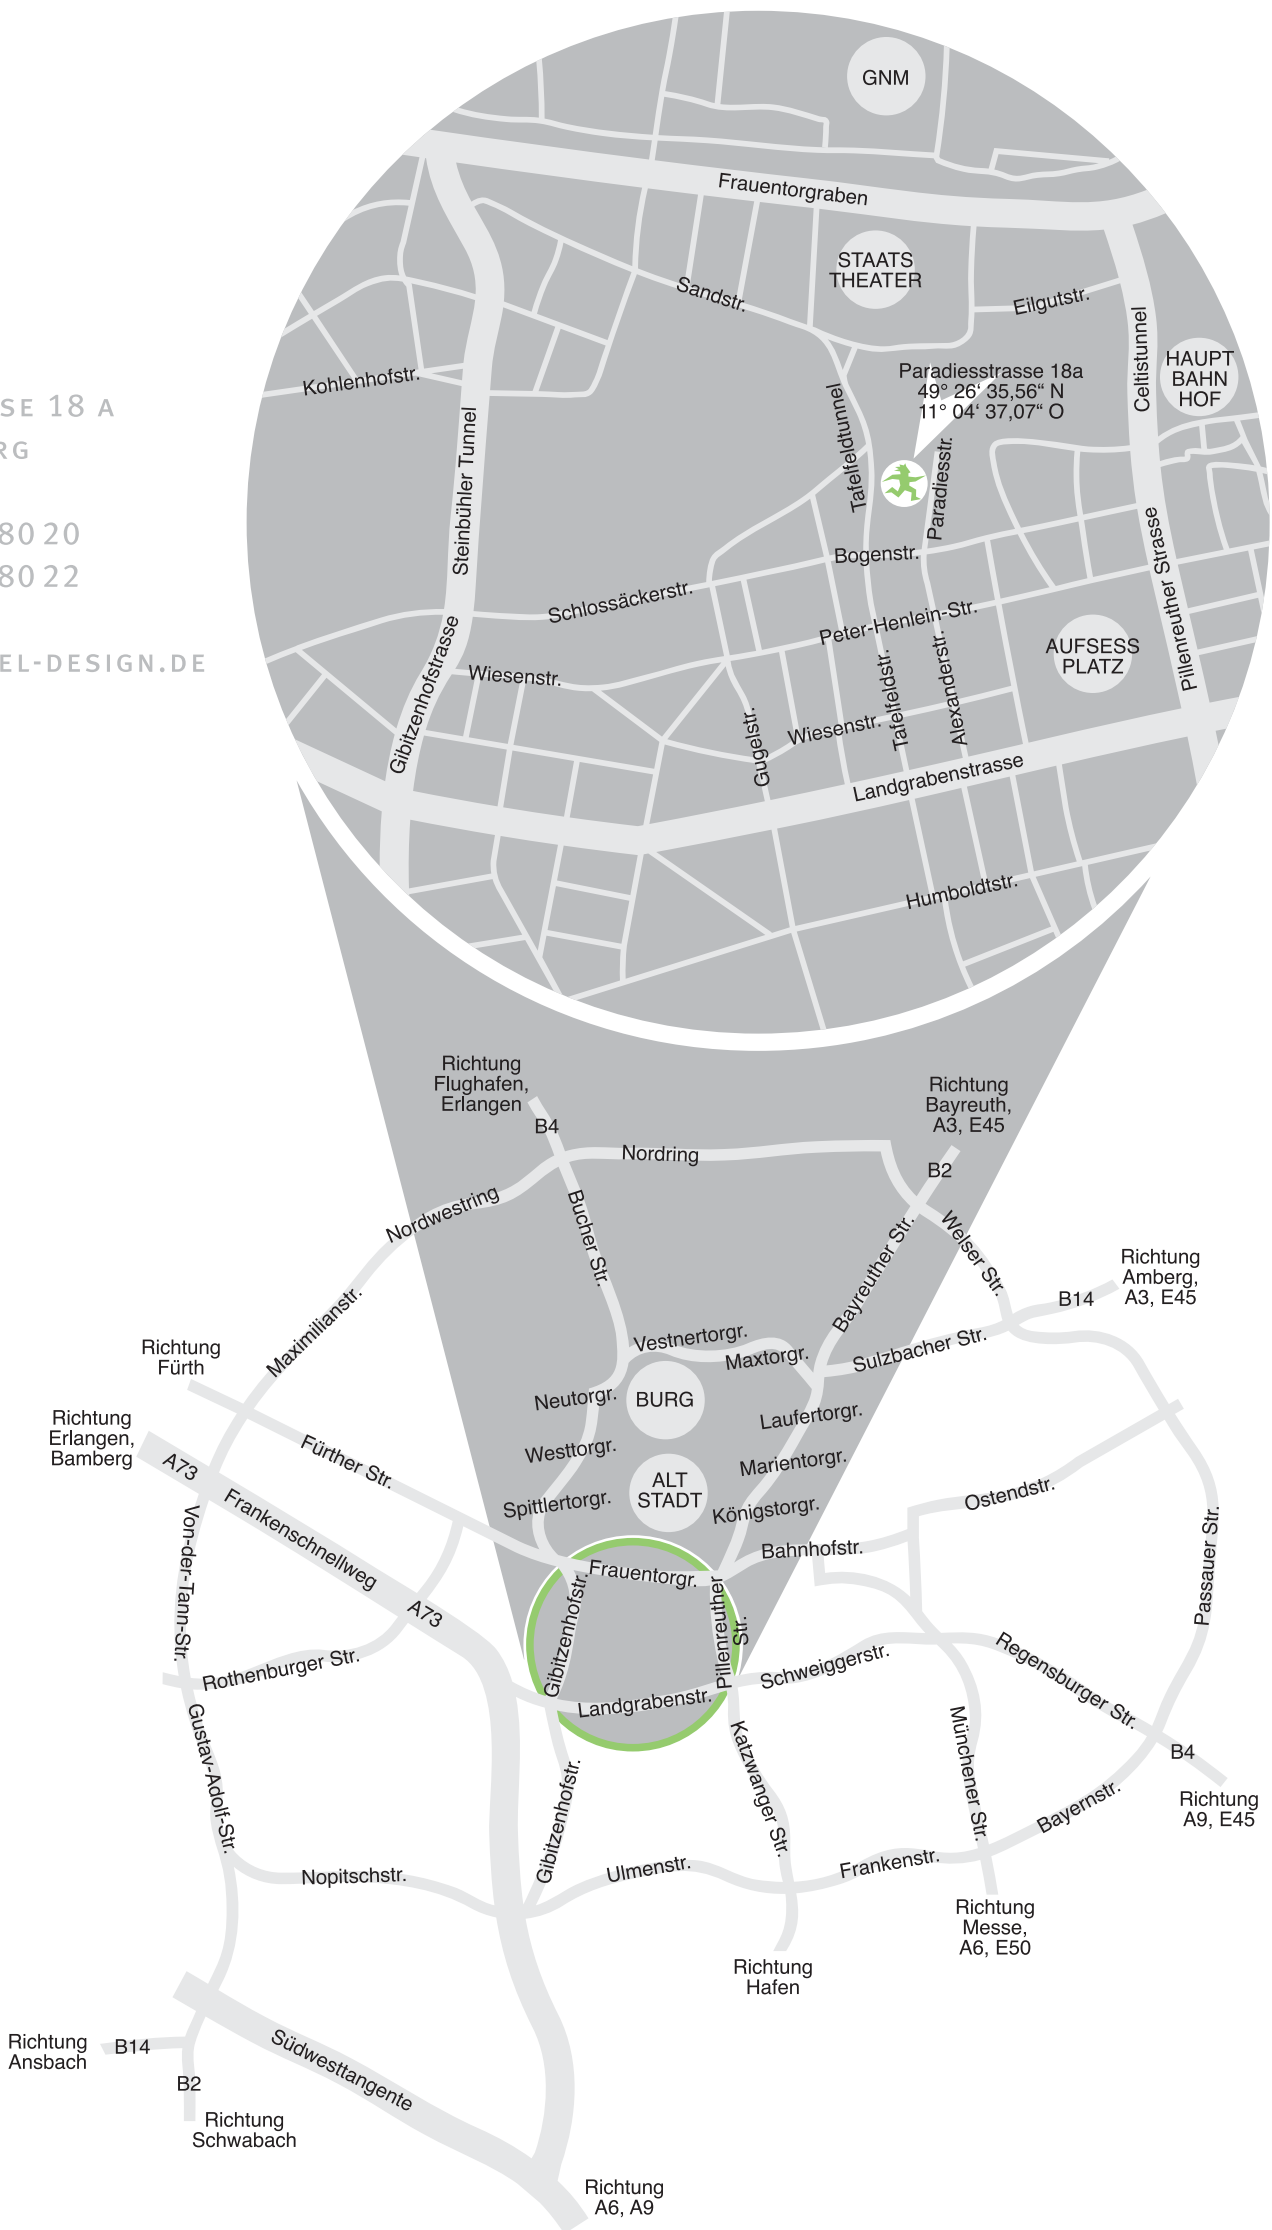 GNM
Frauentorgraben
STAATS
THEATER
Sandstr.
Eilgutstr.
Celtistunnel
HAUPT
BAHN
HOF
Kohlenhofstr.
Paradiesstrasse 18a
49° 26‘ 35,56“ N
11° 04‘ 37,07“ O
SE 18 A
RG
80 20
80 22
EL-DESIGN.DE
Steinbühler Tunnel
Tafelfeldtunnel
Paradiesstr.
Bogenstr.
Pillenreuther Strasse
Schlossäckerstr.
Peter-Henlein-Str.
AUFSESS
PLATZ
Gibitzenhofstrasse
Wiesenstr.
Gugelstr.
Wiesenstr.
Tafelfeldstr.
Alexanderstr.
Landgrabenstrasse
Humboldtstr.
Richtung
Flughafen,
Erlangen
B4
Nordring
Richtung
Bayreuth,
A3, E45
B2
Nordwestring
Bucher Str.
Bayreuther Str.
Welser Str.
Richtung
Amberg,
A3, E45
B14
Maximilianstr.
Vestnertorgr.
Maxtorgr.
Sulzbacher Str.
Richtung
Fürth
Neutorgr.
BURG
Laufertorgr.
Richtung
Erlangen,
Bamberg
A73
Fürther Str.
Westtorgr.
Marientorgr.
ALT
STADT
Spittlertorgr.
Königstorgr.
Ostendstr.
Von-der-Tann-Str.
Frankenschnellweg
A73
Frauentorgr.
Bahnhofstr.
Passauer Str.
Gibitzenhofstr.
Pillenreuther
Str.
Rothenburger Str.
Landgrabenstr.
Schweiggerstr.
Regensburger Str.
Gustav-Adolf-Str.
Katzwanger Str.
Münchener Str.
B4
Richtung
A9, E45
Gibitzenhofstr.
Bayernstr.
Nopitschstr.
Ulmenstr.
Frankenstr.
Richtung
Messe,
A6, E50
Richtung
Hafen
Richtung
Ansbach
B14
B2
Richtung
Schwabach
Südwesttangente
Richtung
A6, A9